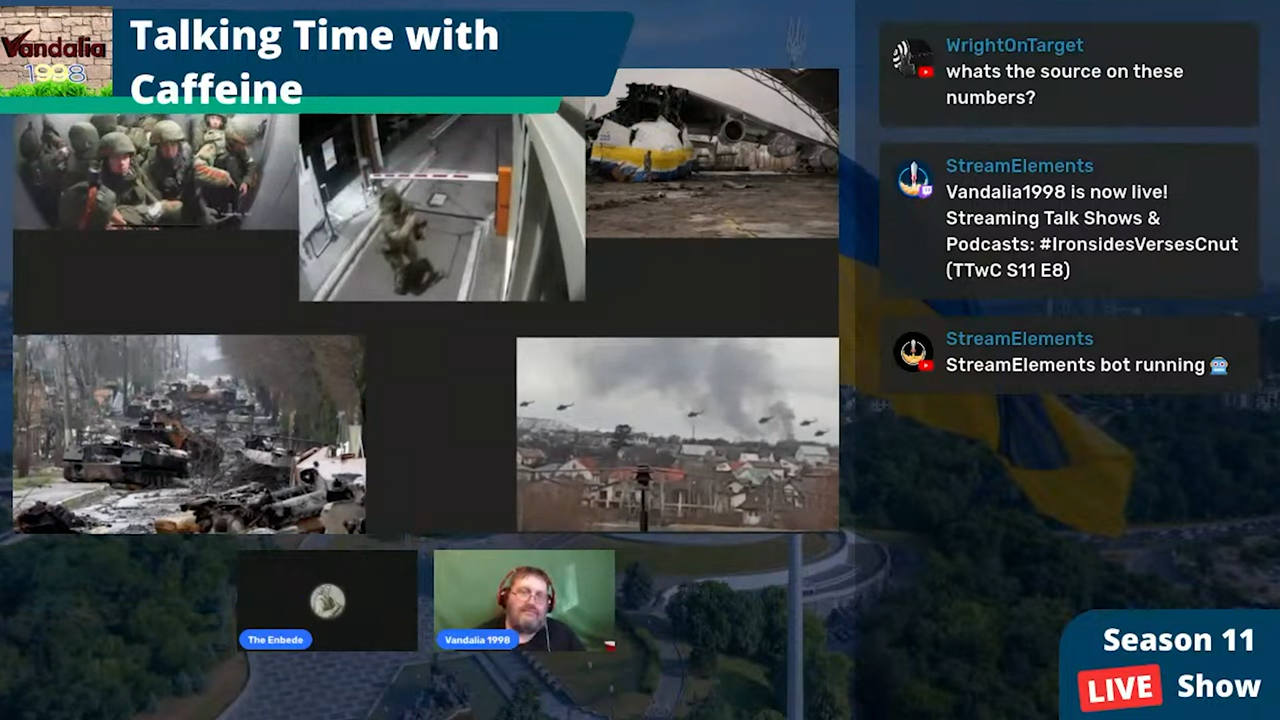 Vandalia
1998
Talking Time with
Caffeine
WrightOnTarget
whats the source on these
numbers?
StreamElements
Vandalia1998 is now live!
Streaming Talk Shows &
Podcasts: #IronsidesVersesCnut
(TTwC S11 E8)
StreamElements
StreamElements bot running
The Enbede
Vandalia 1998
Season 11
LIVE Show